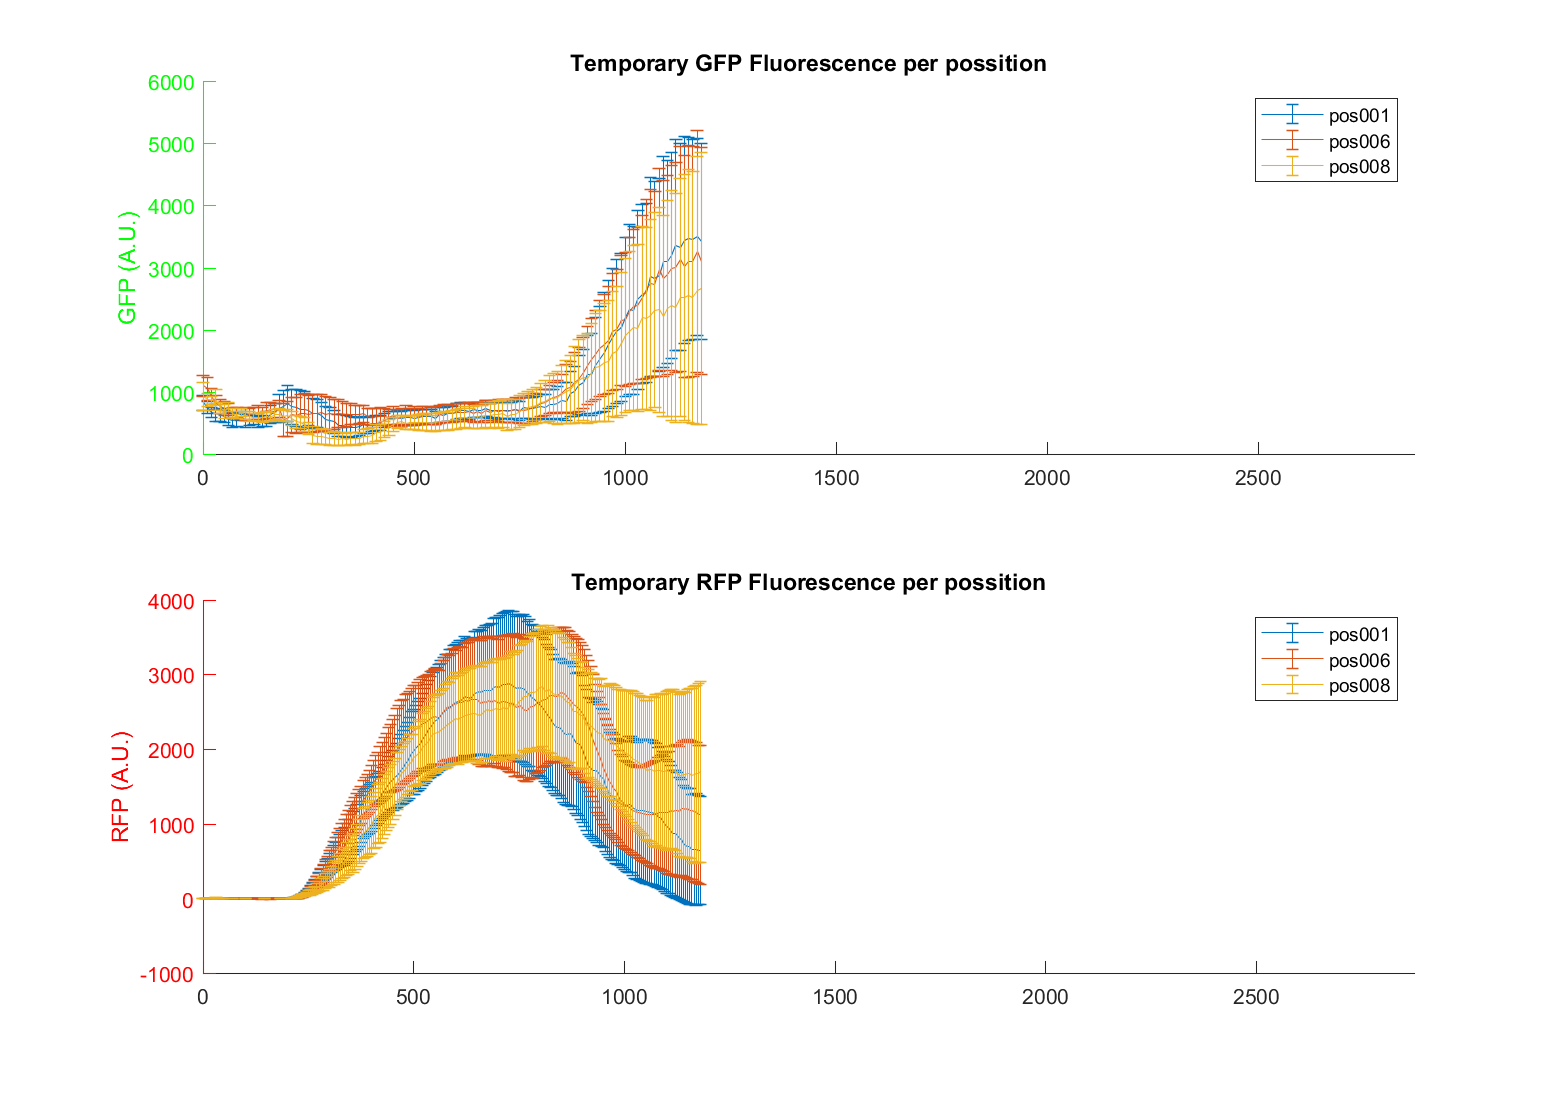 Temporary GFP Fluorescence per possition
6000
5000
4000
3000
2000
1000
0
GFP (A.U.)
0 500 1000 1500 2000 2500
pos001
pos006
pos008
Temporary RFP Fluorescence per possition
4000
3000
2000
1000
0
-1000
RFP (A.U.)
0 500 1000 1500 2000 2500
pos001
pos006
pos008